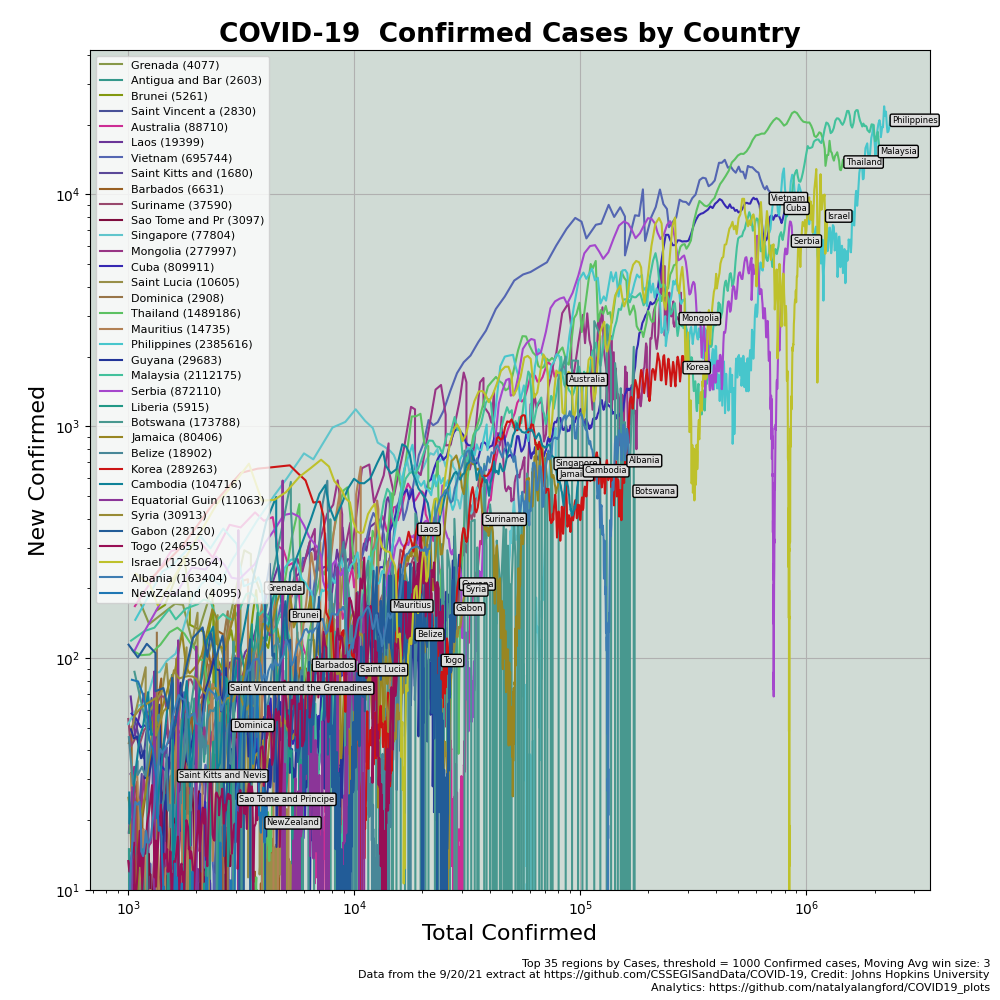 COVID-19  Confirmed Cases by Country
Grenada (4077)
Antigua and Bar (2603)
Brunei (5261)
Saint Vincent a (2830)
Australia (88710)
Laos (19399)
Vietnam (695744)
Saint Kitts and (1680)
Barbados (6631)
Suriname (37590)
Sao Tome and Pr (3097)
Singapore (77804)
Mongolia (277997)
Cuba (809911)
Saint Lucia (10605)
Dominica (2908)
Thailand (1489186)
Mauritius (14735)
Philippines (2385616)
Guyana (29683)
Malaysia (2112175)
Serbia (872110)
Liberia (5915)
Botswana (173788)
Jamaica (80406)
Belize (18902)
Korea (289263)
Cambodia (104716)
Equatorial Guin (11063)
Syria (30913)
Gabon (28120)
Togo (24655)
Israel (1235064)
Albania (163404)
NewZealand (4095)
Philippines
Malaysia
Thailand
Vietnam
Cuba
Israel
Serbia
Mongolia
Korea
Australia
Singapore
Albania
Cambodia
Botswana
Suriname
Laos
Grenada
Syria
Mauritius
Gabon
Brunei
Belize
Togo
Barbados
Saint Lucia
Saint Vincent and the Grenadines
Dominica
Saint Kitts and Nevis
Sao Tome and Principe
NewZealand
New Confirmed
10⁴
10³
10²
10¹
10³
10⁴
10⁵
10⁶
Total Confirmed
Top 35 regions by Cases, threshold = 1000 Confirmed cases, Moving Avg win size: 3
Data from the 9/20/21 extract at https://github.com/CSSEGISandData/COVID-19, Credit: Johns Hopkins University
Analytics: https://github.com/natalyalangford/COVID19_plots